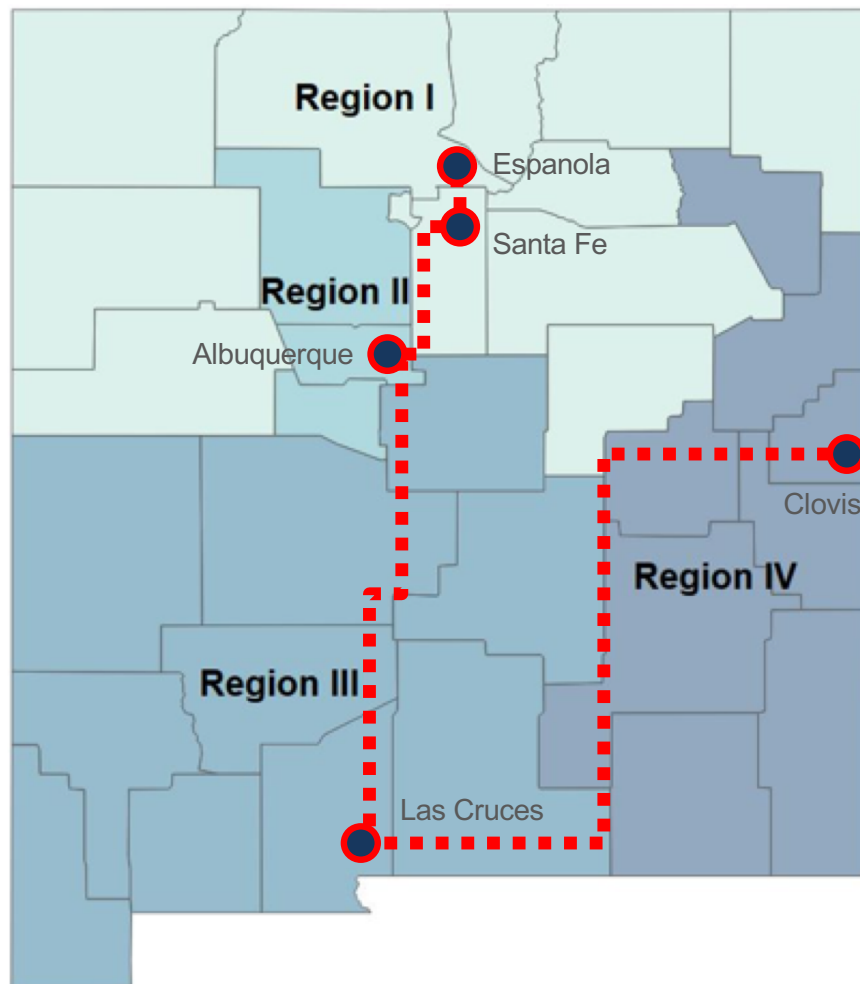 Region I
Espanola
Santa Fe
Region II
Albuquerque
Clovis
Region IV
Region III
Las Cruces